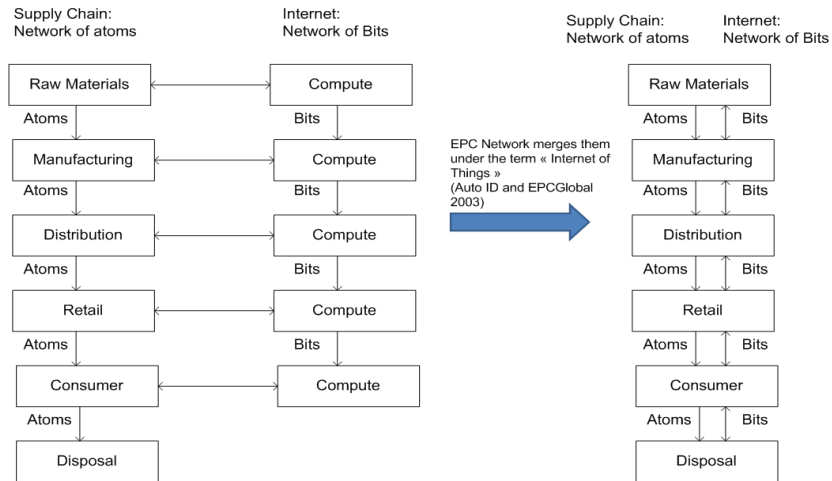 Supply Chain:
Network of atoms
Internet:
Network of Bits
Raw Materials
Compute
Atoms
Bits
Manufacturing
Compute
Atoms
Bits
Distribution
Compute
Atoms
Bits
Retail
Compute
Atoms
Bits
Consumer
Compute
Atoms
Disposal
EPC Network merges them
under the term « Internet of
Things »
(Auto ID and EPCGlobal
2003)
Supply Chain:
Network of atoms
Internet:
Network of Bits
Raw Materials
Atoms
Bits
Manufacturing
Atoms
Bits
Distribution
Atoms
Bits
Retail
Atoms
Bits
Consumer
Atoms
Bits
Disposal